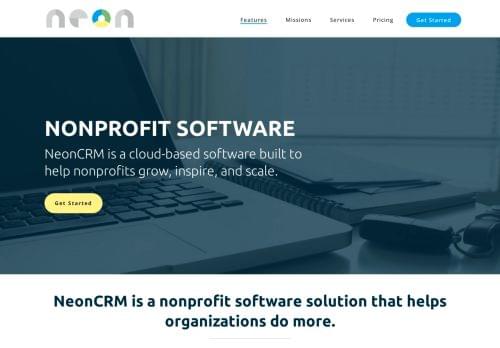 neon
Features Missions Services Pricing Get Started
NONPROFIT SOFTWARE
NeonCRM is a cloud-based software built to
help nonprofits grow, inspire, and scale.
Get Started
NeonCRM is a nonprofit software solution that helps
organizations do more.